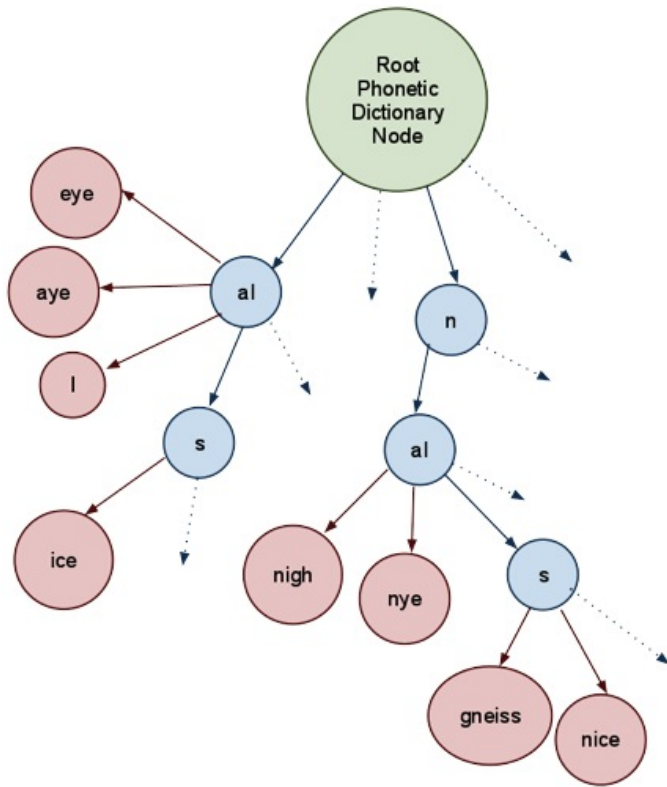 Root
Phonetic
Dictionary
Node
eye
aye
I
aI
n
s
aI
ice
nigh
nye
s
gneiss
nice